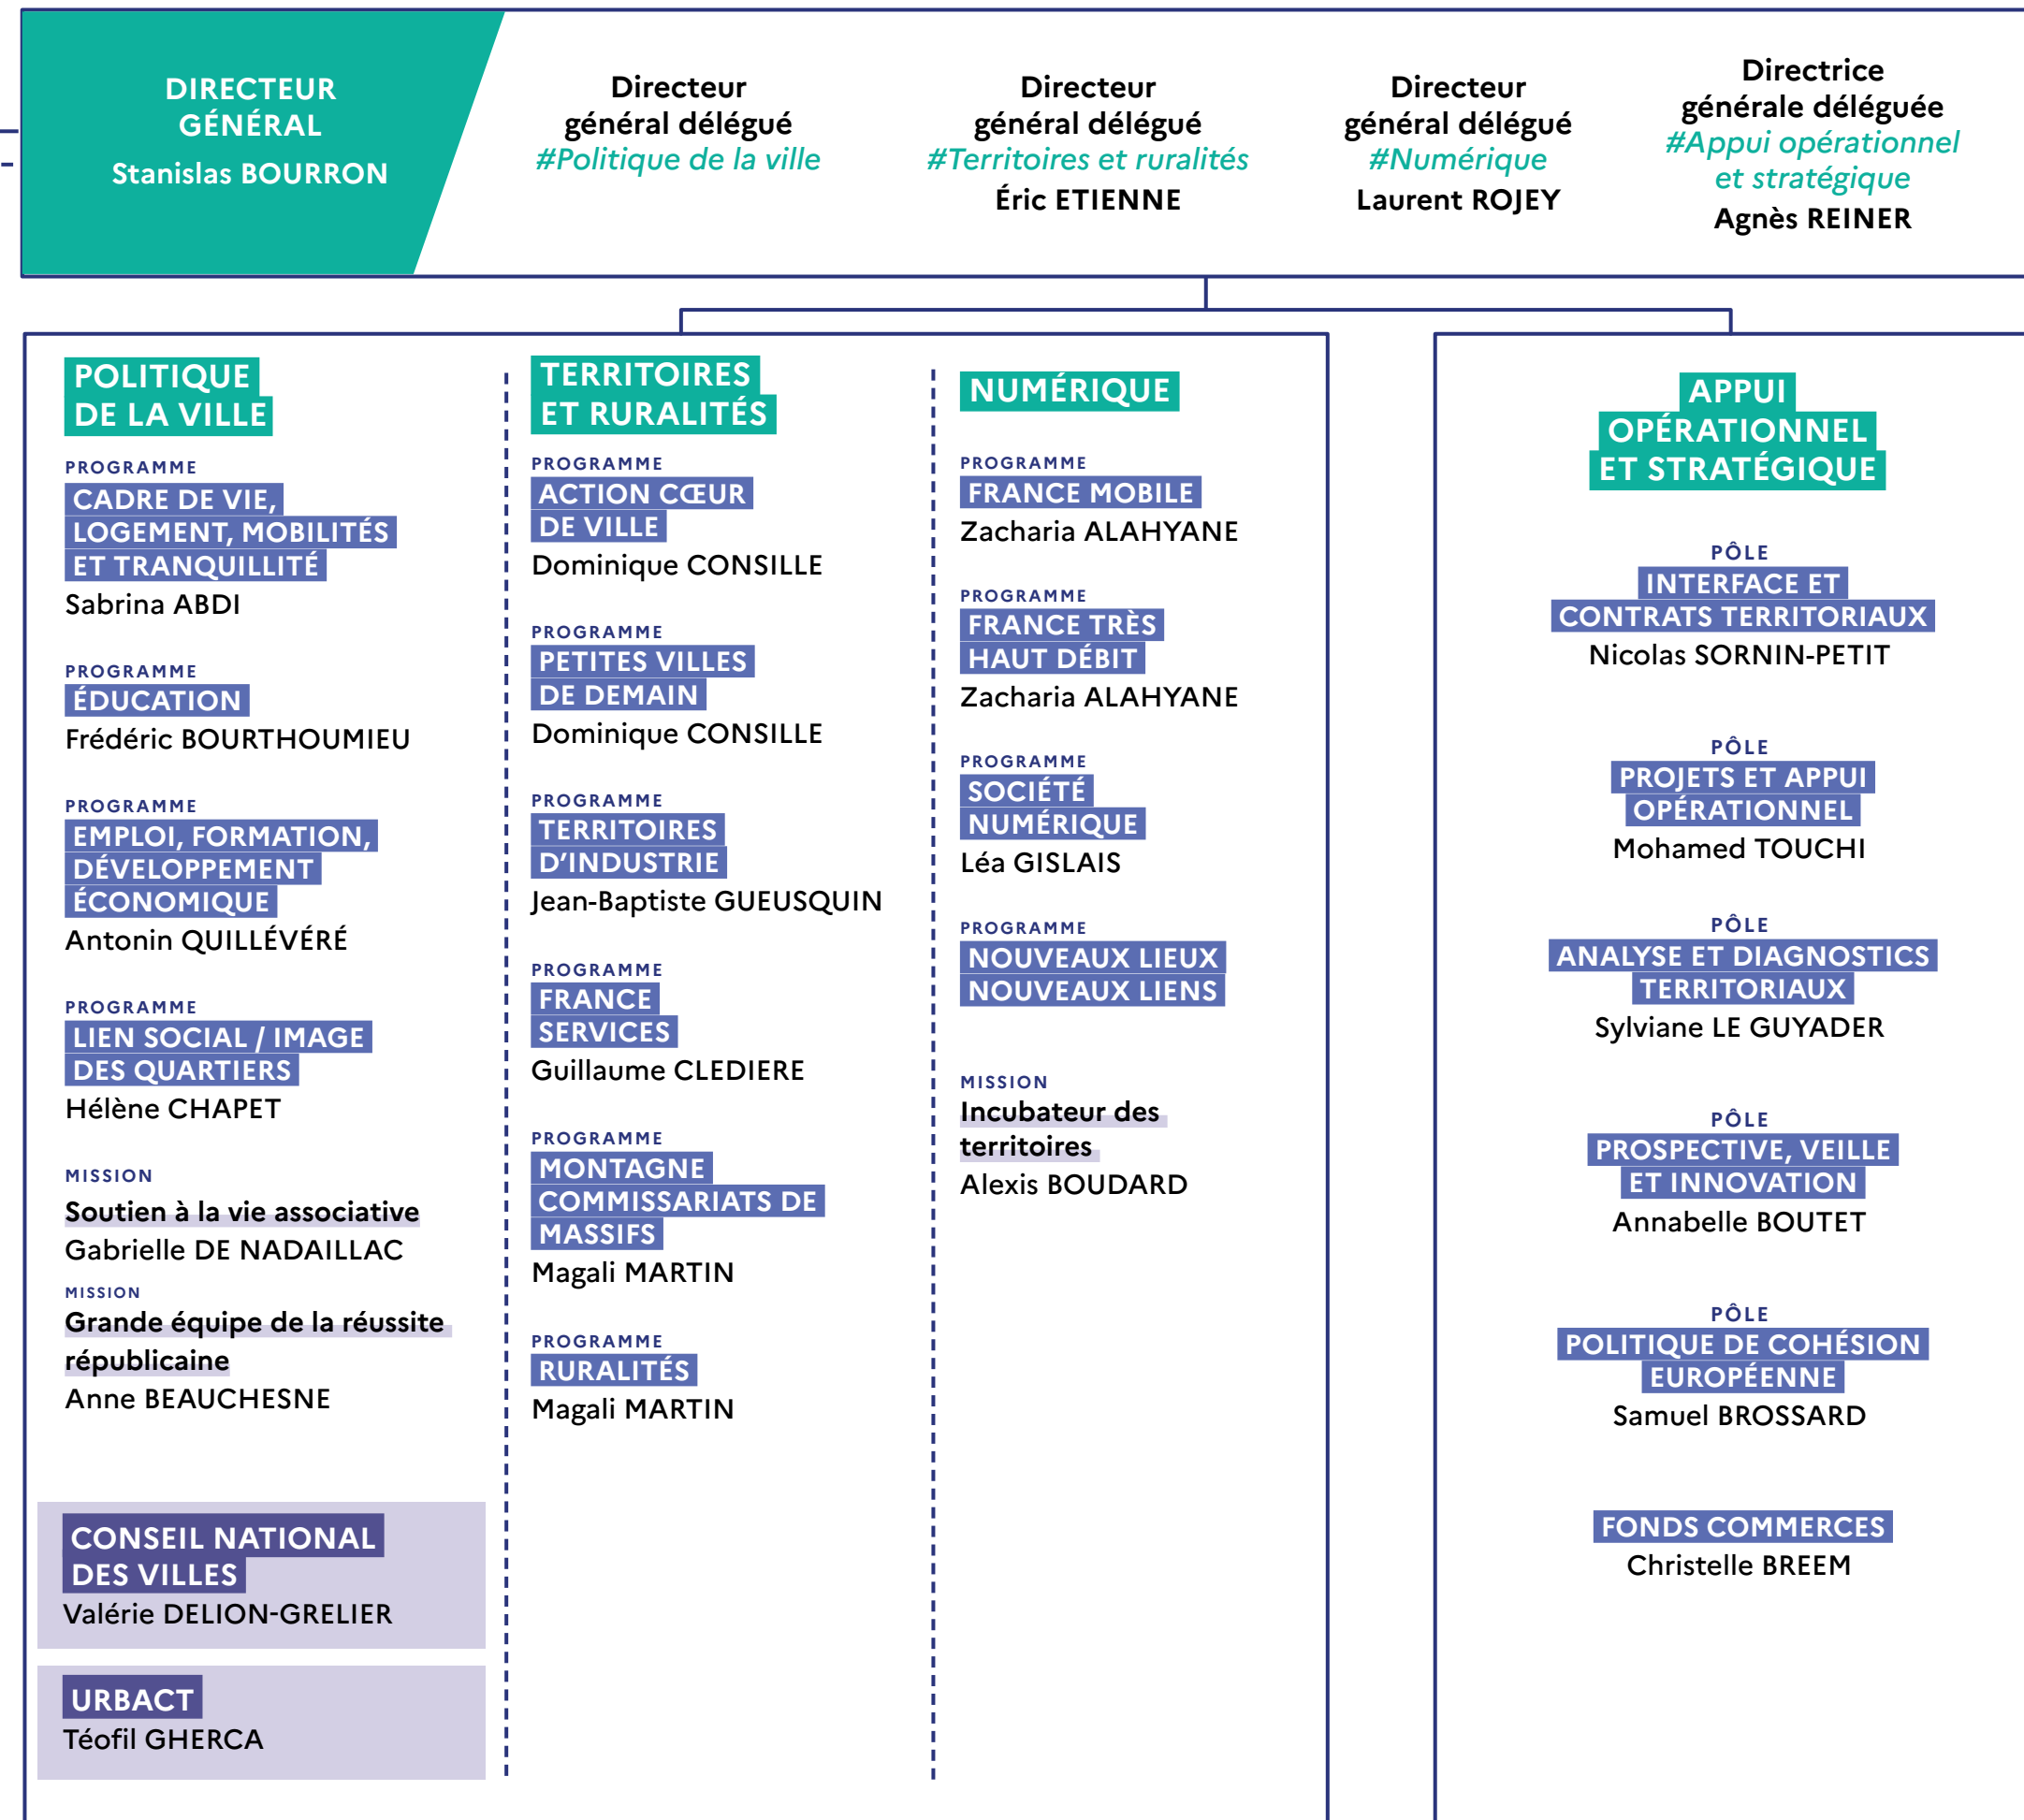 DIRECTEUR
GÉNÉRAL
Stanislas BOURRON
Directeur
général délégué
#Politique de la ville
Directeur
général délégué
#Territoires et ruralités
Éric ETIENNE
Directeur
général délégué
#Numérique
Laurent ROJEY
Directrice
générale déléguée
#Appui opérationnel
et stratégique
Agnès REINER
POLITIQUE
DE LA VILLE
PROGRAMME
CADRE DE VIE,
LOGEMENT, MOBILITÉS
ET TRANQUILLITÉ
Sabrina ABDI
PROGRAMME
ÉDUCATION
Frédéric BOURTHOUMIEU
PROGRAMME
EMPLOI, FORMATION,
DÉVELOPPEMENT
ÉCONOMIQUE
Antonin QUILLÉVÉRÉ
PROGRAMME
LIEN SOCIAL / IMAGE
DES QUARTIERS
Hélène CHAPET
MISSION
Soutien à la vie associative
Gabrielle DE NADAILLAC
MISSION
Grande équipe de la réussite
républicaine
Anne BEAUCHESNE
CONSEIL NATIONAL
DES VILLES
Valérie DELION-GRELIER
URBACT
Téofil GHERCA
TERRITOIRES
ET RURALITÉS
PROGRAMME
ACTION CŒUR
DE VILLE
Dominique CONSILLE
PROGRAMME
PETITES VILLES
DE DEMAIN
Dominique CONSILLE
PROGRAMME
TERRITOIRES
D'INDUSTRIE
Jean-Baptiste GUEUSQUIN
PROGRAMME
FRANCE
SERVICES
Guillaume CLEDIERE
PROGRAMME
MONTAGNE
COMMISSARIATS DE
MASSIFS
Magali MARTIN
PROGRAMME
RURALITÉS
Magali MARTIN
NUMÉRIQUE
PROGRAMME
FRANCE MOBILE
Zacharia ALAHYANE
PROGRAMME
FRANCE TRÈS
HAUT DÉBIT
Zacharia ALAHYANE
PROGRAMME
SOCIÉTÉ
NUMÉRIQUE
Léa GISLAIS
PROGRAMME
NOUVEAUX LIEUX
NOUVEAUX LIENS
MISSION
Incubateur des
territoires
Alexis BOUDARD
APPUI
OPÉRATIONNEL
ET STRATÉGIQUE
PÔLE
INTERFACE ET
CONTRATS TERRITORIAUX
Nicolas SORNIN-PETIT
PÔLE
PROJETS ET APPUI
OPÉRATIONNEL
Mohamed TOUCHI
PÔLE
ANALYSE ET DIAGNOSTICS
TERRITORIAUX
Sylviane LE GUYADER
PÔLE
PROSPECTIVE, VEILLE
ET INNOVATION
Annabelle BOUTET
PÔLE
POLITIQUE DE COHÉSION
EUROPÉENNE
Samuel BROSSARD
FONDS COMMERCES
Christelle BREEM